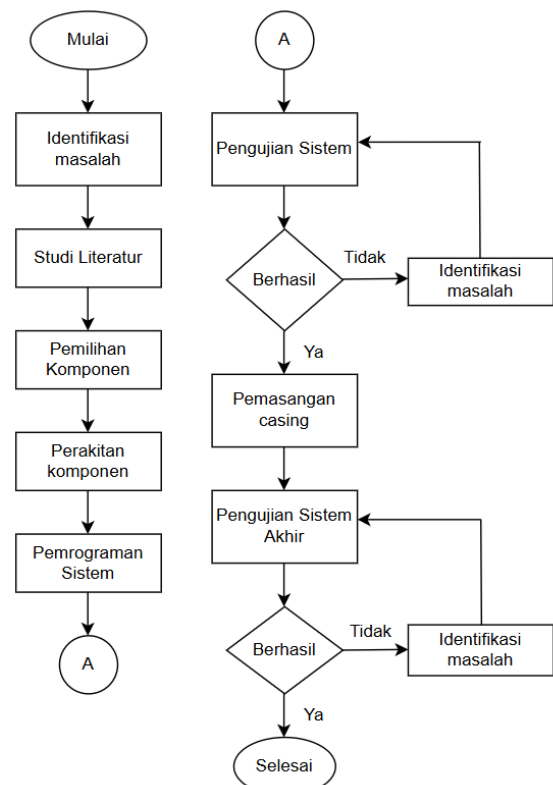 Mulai
Identifikasi
masalah
Studi Literatur
Pemilihan
Komponen
Perakitan
komponen
Pemrograman
Sistem
A
A
Pengujian Sistem
Berhasil
Tidak
Identifikasi
masalah
Ya
Pemasangan
casing
Pengujian Sistem
Akhir
Berhasil
Tidak
Identifikasi
masalah
Ya
Selesai